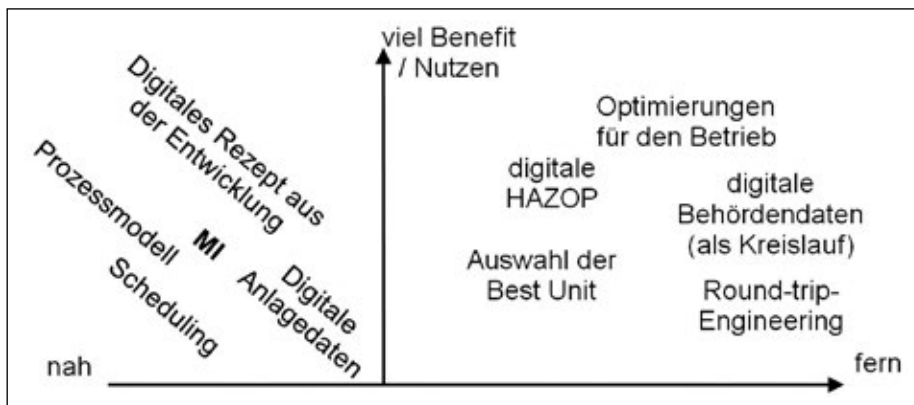 viel Benefit
/ Nutzen
Digitales Rezept aus
der Entwicklung
Prozessmodell
MI
Scheduling
Digitale
Anlagedaten
Optimierungen
für den Betrieb
digitale
HAZOP
digitale
Behördendaten
(als Kreislauf)
Auswahl der
Best Unit
Round-trip-
Engineering
nah
fern